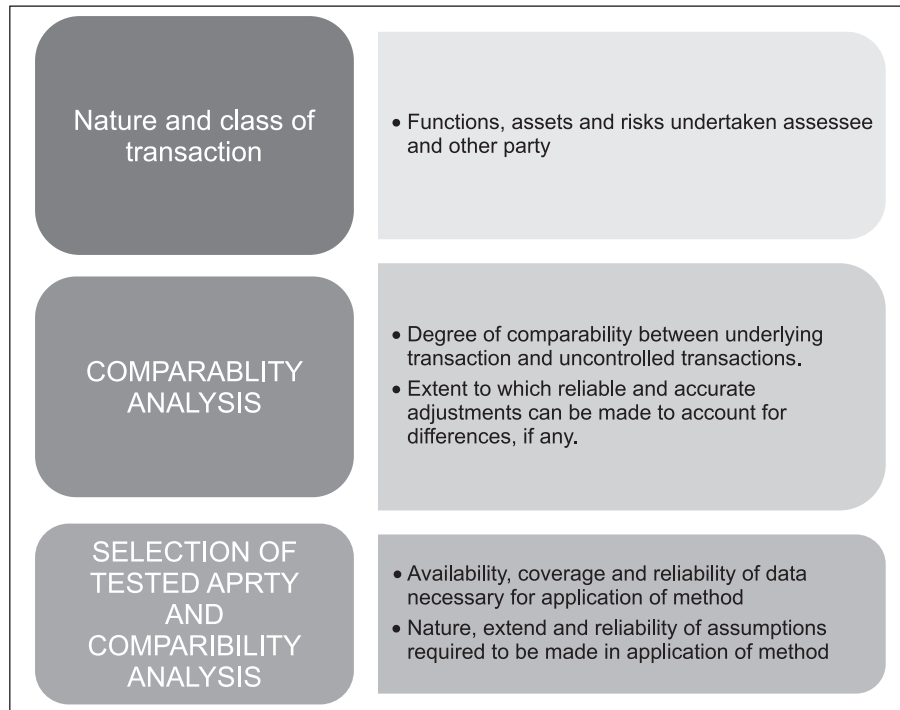 Nature and class of
transaction
• Functions, assets and risks undertaken assessee
and other party
COMPARABLITY
ANALYSIS
• Degree of comparability between underlying
transaction and uncontrolled transactions.
• Extent to which reliable and accurate
adjustments can be made to account for
differences, if any.
SELECTION OF
TESTED APRTY
AND
COMPARIBILITY
ANALYSIS
• Availability, coverage and reliability of data
necessary for application of method
• Nature, extend and reliability of assumptions
required to be made in application of method